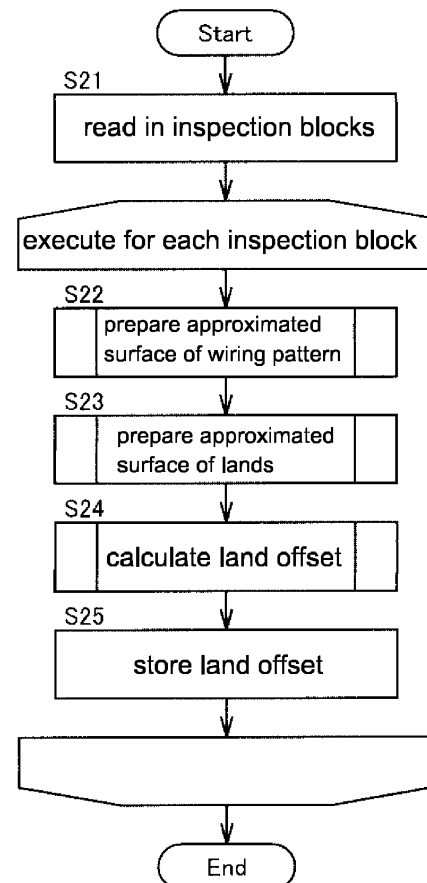 Start
S21
read in inspection blocks
execute for each inspection block
S22
prepare approximated
surface of wiring pattern
S23
prepare approximated
surface of lands
S24
calculate land offset
S25
store land offset
End